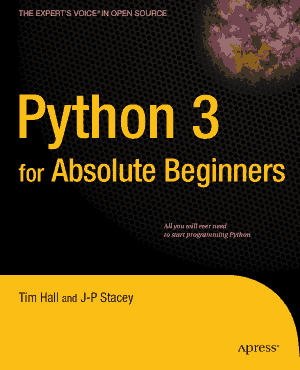 THE EXPERT'S VOICE® IN OPEN SOURCE
Python 3
for Absolute Beginners
All you will ever need
to start programming Python
Tim Hall and J-P Stacey
Apress®